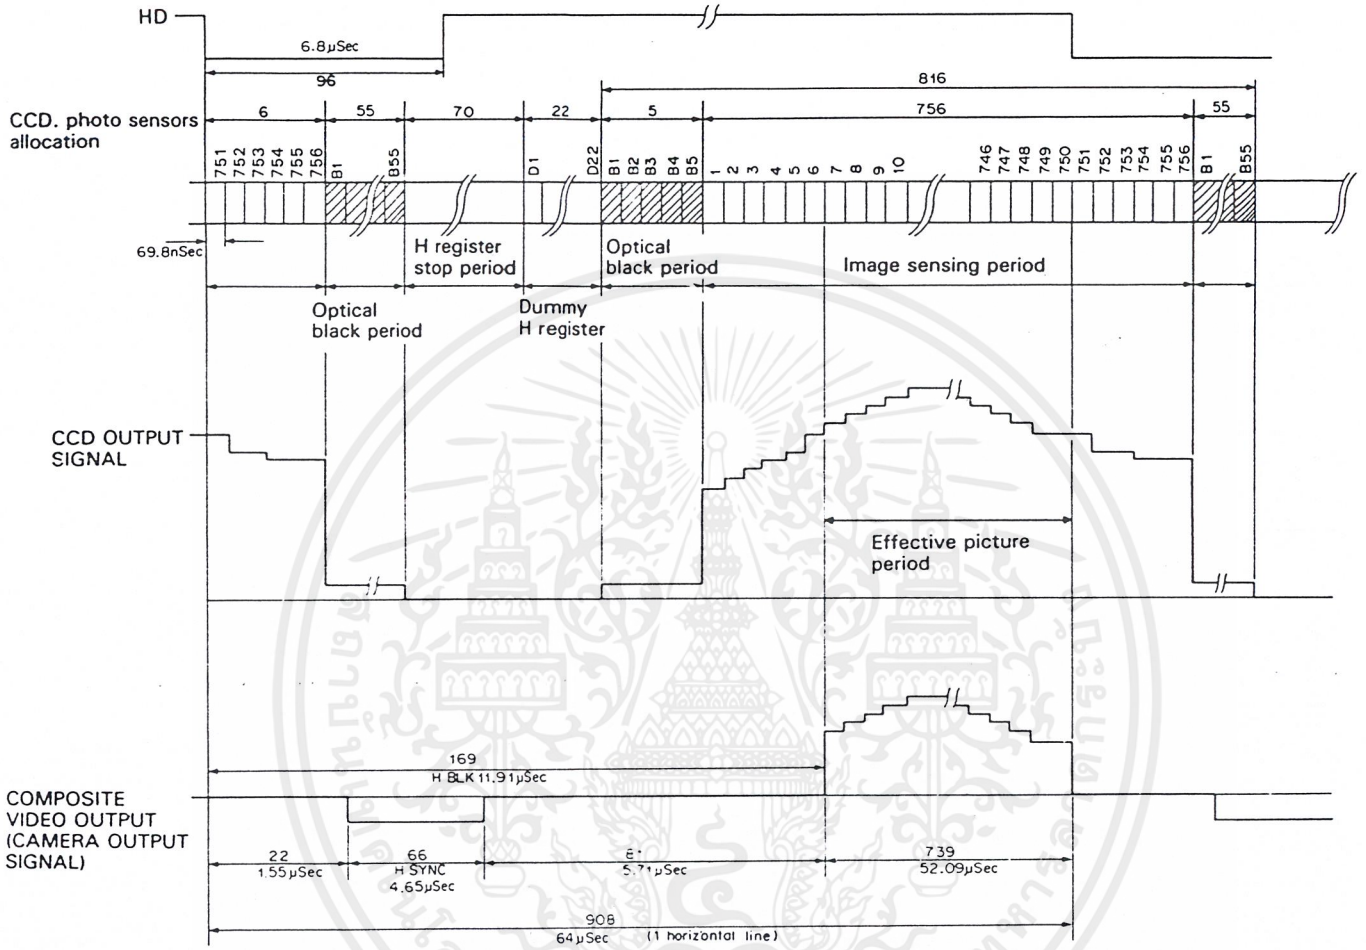 HD
6.8µSec
96
816
CCD. photo sensors
allocation
6 55 70 22 5 756 55
751 752 753 754 755 756 B1 B55 D1 D22 B1 B2 B3 B4 B5 1 2 3 4 5 6 7 8 9 10 746 747 748 749 750 751 752 753 754 755 756 B1 B55
69.8nSec
H register
stop period
Optical
black period
Image sensing period
Optical
black period
Dummy
H register
CCD OUTPUT
SIGNAL
Effective picture
period
169
H BLK 11.91µSec
COMPOSITE
VIDEO OUTPUT
(CAMERA OUTPUT
SIGNAL)
22
1.55µSec
66
H SYNC
4.65µSec
5.71µSec
739
52.09µSec
908
64µSec (1 horizontal line)